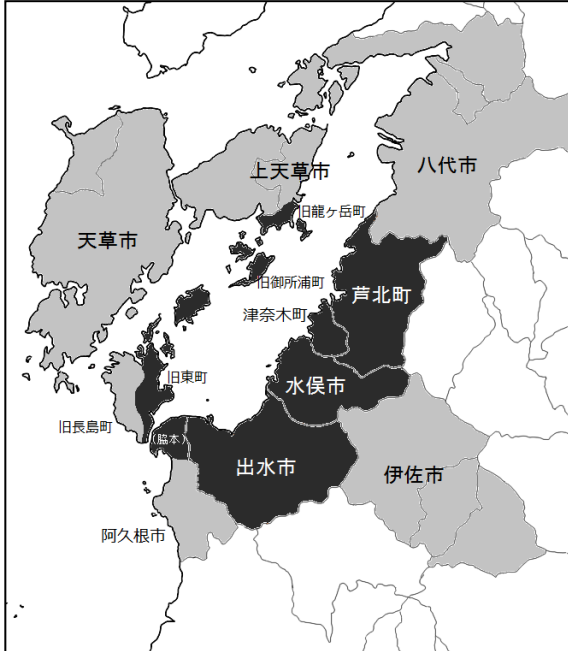 八代市
上天草市
旧龍ヶ岳町
天草市
旧御所浦町
芦北町
津奈木町
旧東町
水俣市
旧長島町
(脇本)
出水市
伊佐市
阿久根市